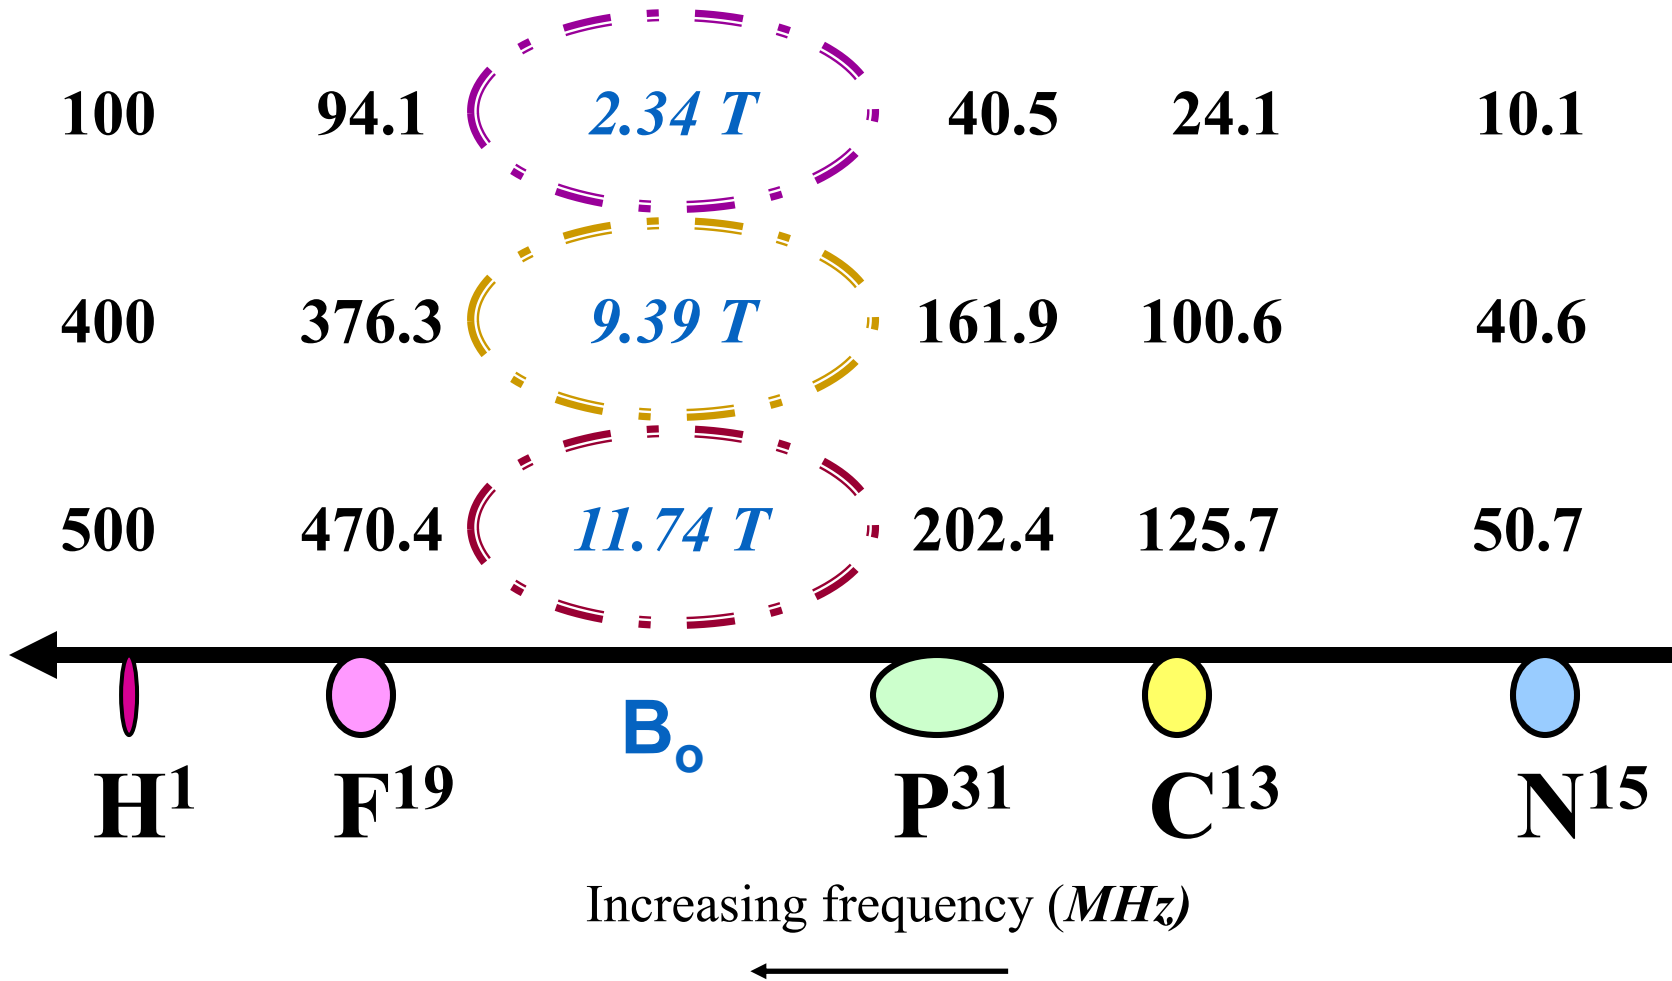 100 94.1 2.34 T 40.5 24.1 10.1
400 376.3 9.39 T 161.9 100.6 40.6
500 470.4 11.74 T 202.4 125.7 50.7
Bo
H¹ F¹⁹ P³¹ C¹³ N¹⁵
Increasing frequency (MHz)